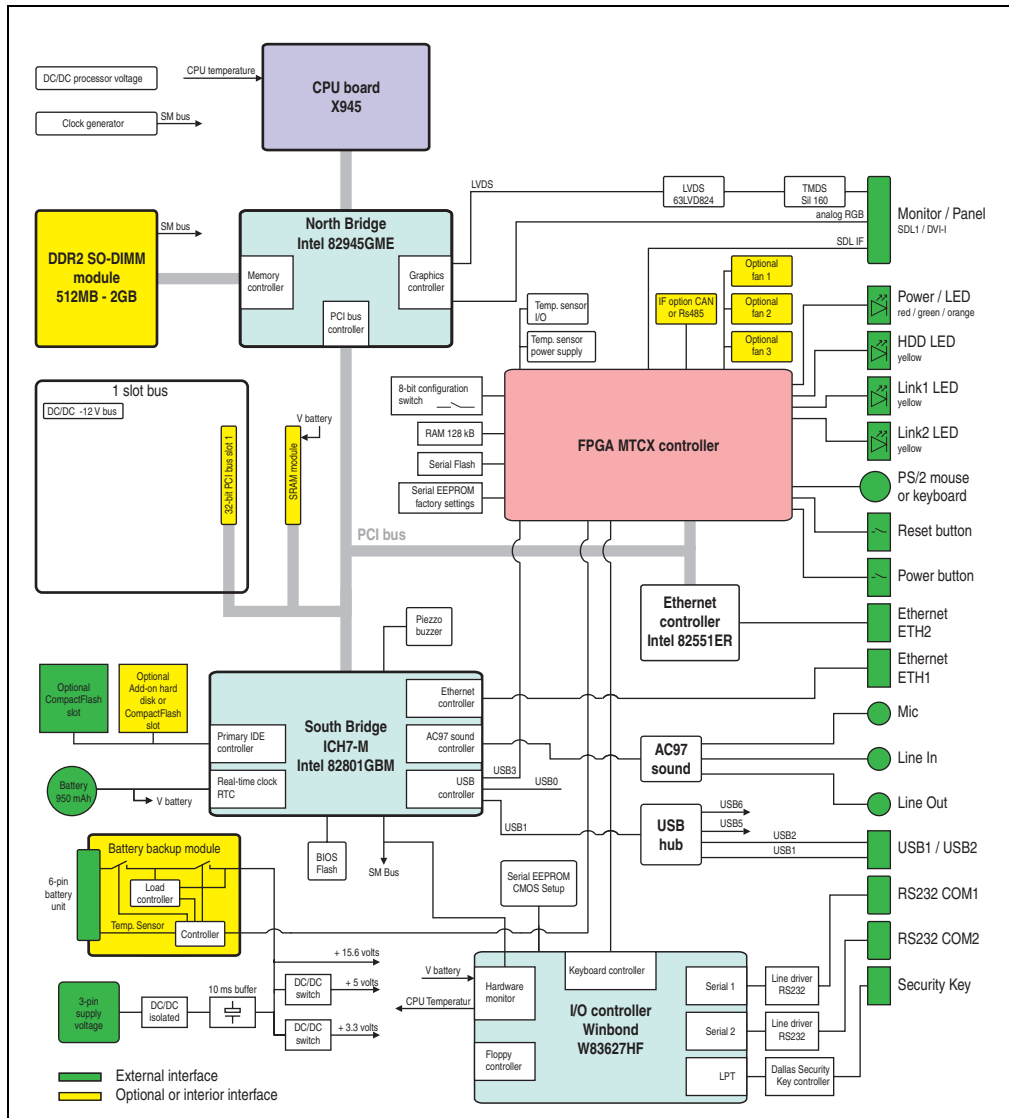 DC/DC processor voltage
CPU temperature
Clock generator
SM bus
CPU board
X945
DDR2 SO-DIMM
module
512MB - 2GB
SM bus
North Bridge
Intel 82945GME
Memory
controller
Graphics
controller
PCI bus
controller
LVDS
LVDS
63LVD824
TMDS
Sil 160
analog RGB
SDL IF
Monitor / Panel
SDL1 / DVI-I
Temp. sensor
I/O
Temp. sensor
power supply
IF option CAN
or Rs485
Optional
fan 1
Optional
fan 2
Optional
fan 3
Power / LED
red / green / orange
HDD LED
yellow
Link1 LED
yellow
Link2 LED
yellow
PS/2 mouse
or keyboard
Reset button
Power button
Ethernet
ETH2
Ethernet
ETH1
Mic
Line In
Line Out
USB1 / USB2
RS232 COM1
RS232 COM2
Security Key
1 slot bus
DC/DC -12 V bus
32-bit PCI bus slot 1
V battery
SRAM module
8-bit configuration
switch
RAM 128 kB
Serial Flash
Serial EEPROM
factory settings
FPGA MTCX controller
PCI bus
Ethernet
controller
Intel 82551ER
Piezzo
buzzer
Optional
CompactFlash
slot
Optional
Add-on hard
disk or
CompactFlash
slot
South Bridge
ICH7-M
Intel 82801GBM
Primary IDE
controller
Real-time clock
RTC
Ethernet
controller
AC97 sound
controller
USB
controller
USB3
USB0
USB1
AC97
sound
USB
hub
USB6
USB5
USB2
USB1
Battery
950 mAh
V battery
BIOS
Flash
SM Bus
Serial EEPROM
CMOS Setup
Battery backup module
6-pin
battery
unit
Load
controller
Temp. Sensor
Controller
+ 15.6 volts
DC/DC
switch
+ 5 volts
DC/DC
switch
+ 3.3 volts
3-pin
supply
voltage
DC/DC
isolated
10 ms buffer
V battery
CPU Temperatur
Hardware
monitor
Keyboard controller
Floppy
controller
I/O controller
Winbond
W83627HF
Serial 1
Serial 2
LPT
Line driver
RS232
Line driver
RS232
Dallas Security
Key controller
External interface
Optional or interior interface